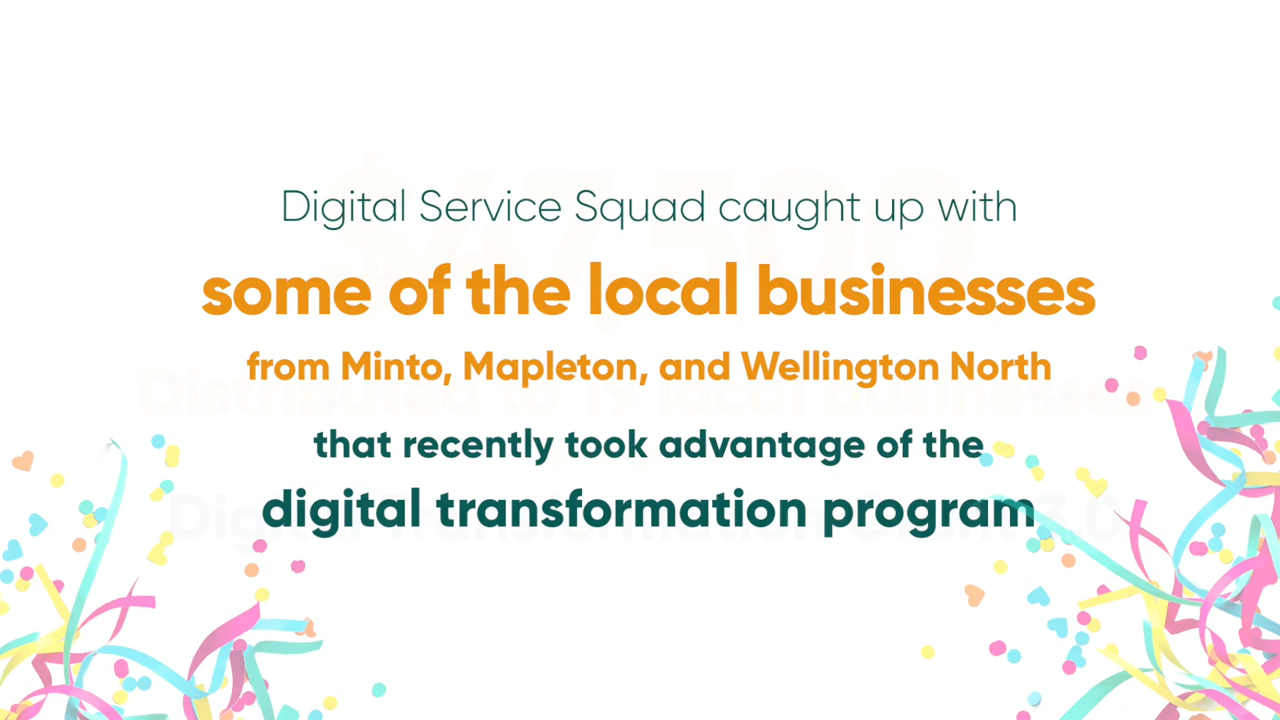 Digital Service Squad caught up with
some of the local businesses
from Minto, Mapleton, and Wellington North
that recently took advantage of the
digital transformation program